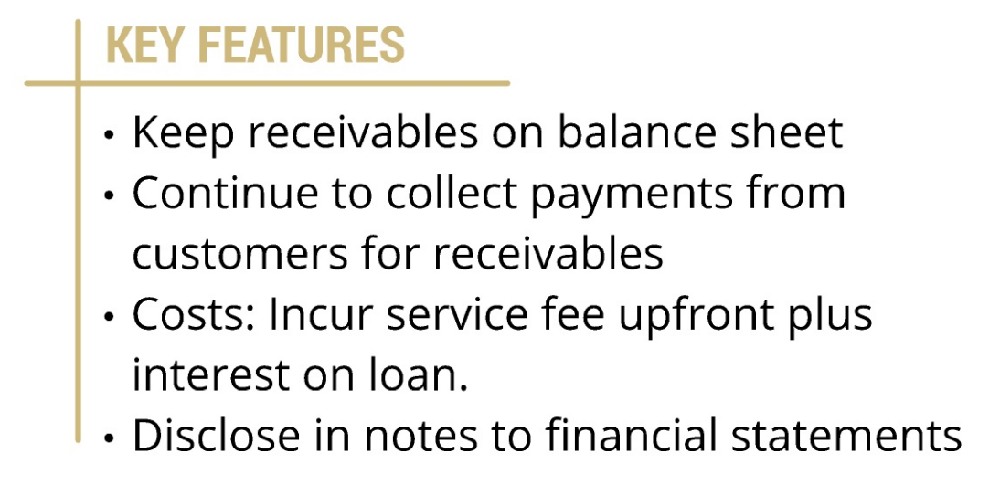 KEY FEATURES
• Keep receivables on balance sheet
• Continue to collect payments from
customers for receivables
• Costs: Incur service fee upfront plus
interest on loan.
• Disclose in notes to financial statements